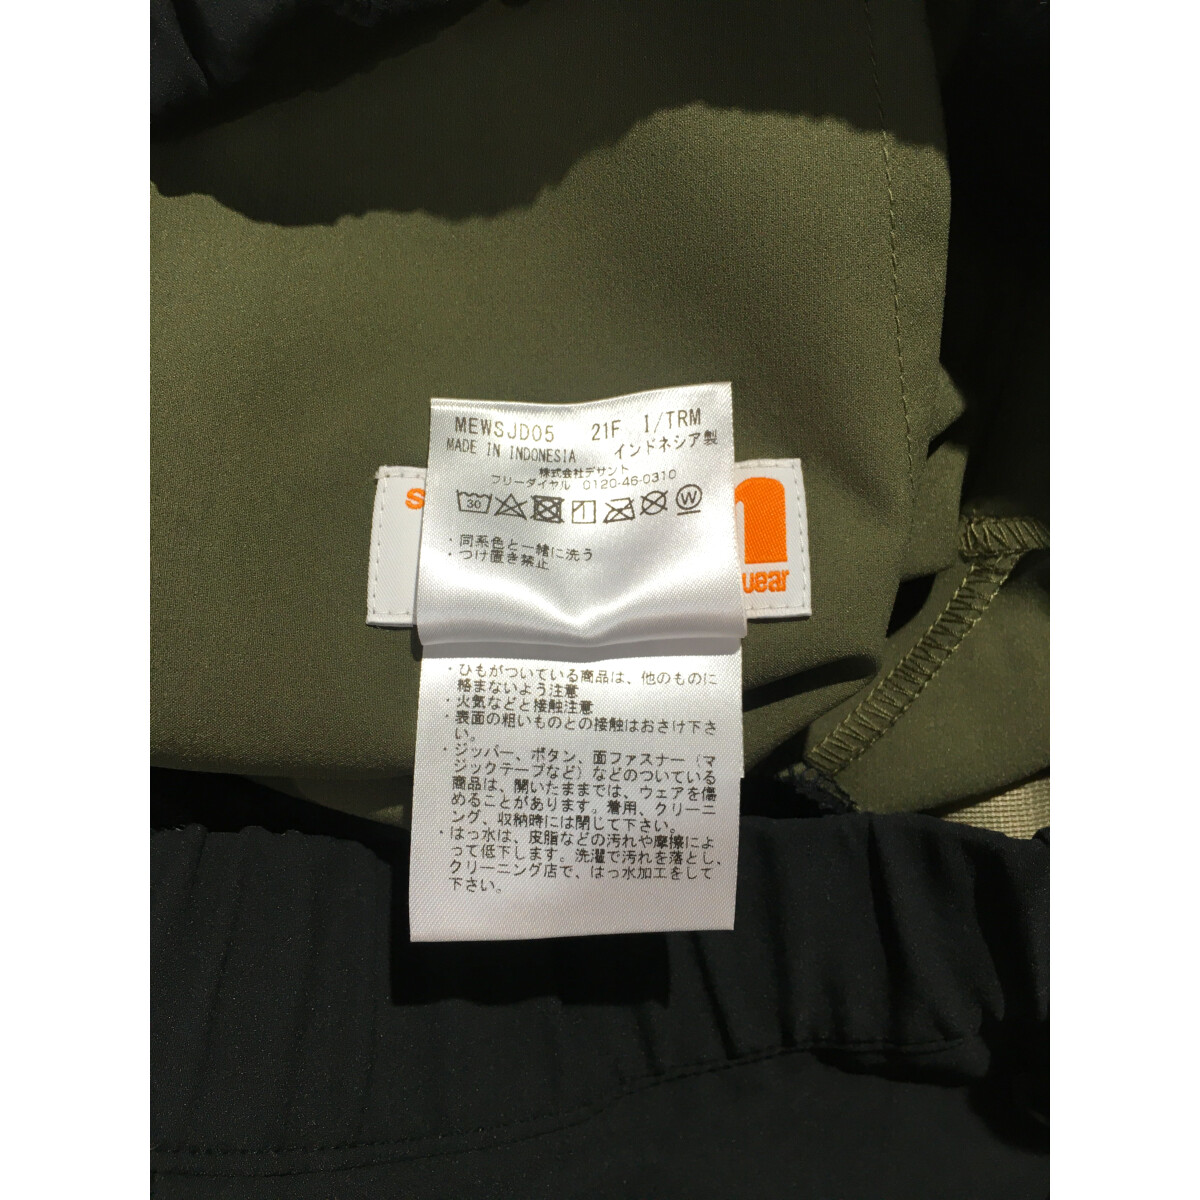 MEWSJD05 21F I/TRM
MADE IN INDONESIA インドネシア製
株式会社デサント
フリーダイヤル 0120-46-0310
30 1 W
・同系色と一緒に洗う
・つけ置き禁止
s
wear
・ひもがついている商品は、他のものに
絡まないよう注意
・火気などと接触注意
・表面の粗いものとの接触はおさけ下さ
い。
・ジッパー、ボタン、面ファスナー（マ
ジックテープなど）などのついている
商品は、開いたままでは、ウェアを傷
めることがあります。着用、クリーニ
ング、収納時には閉じて下さい。
・はっ水は、皮脂などの汚れや摩擦によ
って低下します。洗濯で汚れを落とし、
クリーニング店で、はっ水加工をして
下さい。